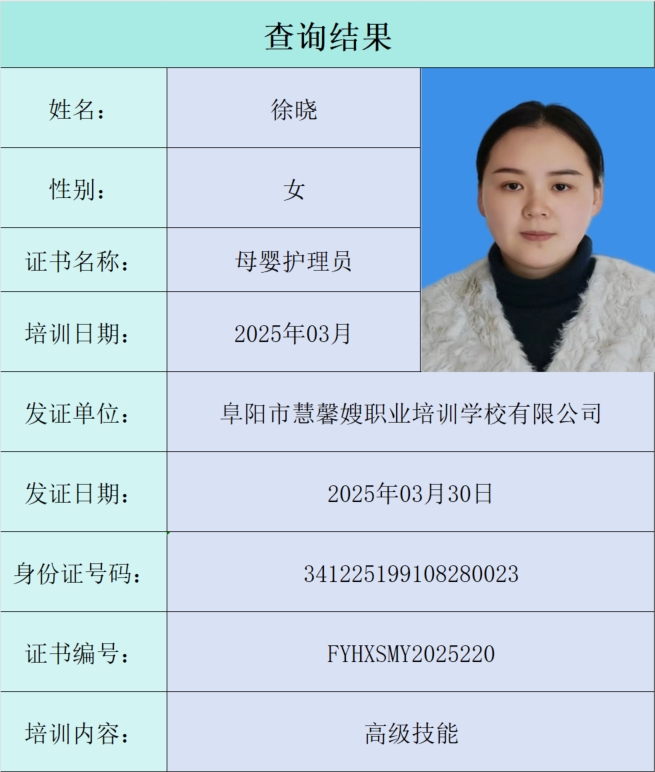 查询结果
姓名： 徐晓
性别： 女
证书名称： 母婴护理员
培训日期： 2025年03月
发证单位： 阜阳市慧馨嫂职业培训学校有限公司
发证日期： 2025年03月30日
身份证号码： 341225199108280023
证书编号： FYHXSMY2025220
培训内容： 高级技能